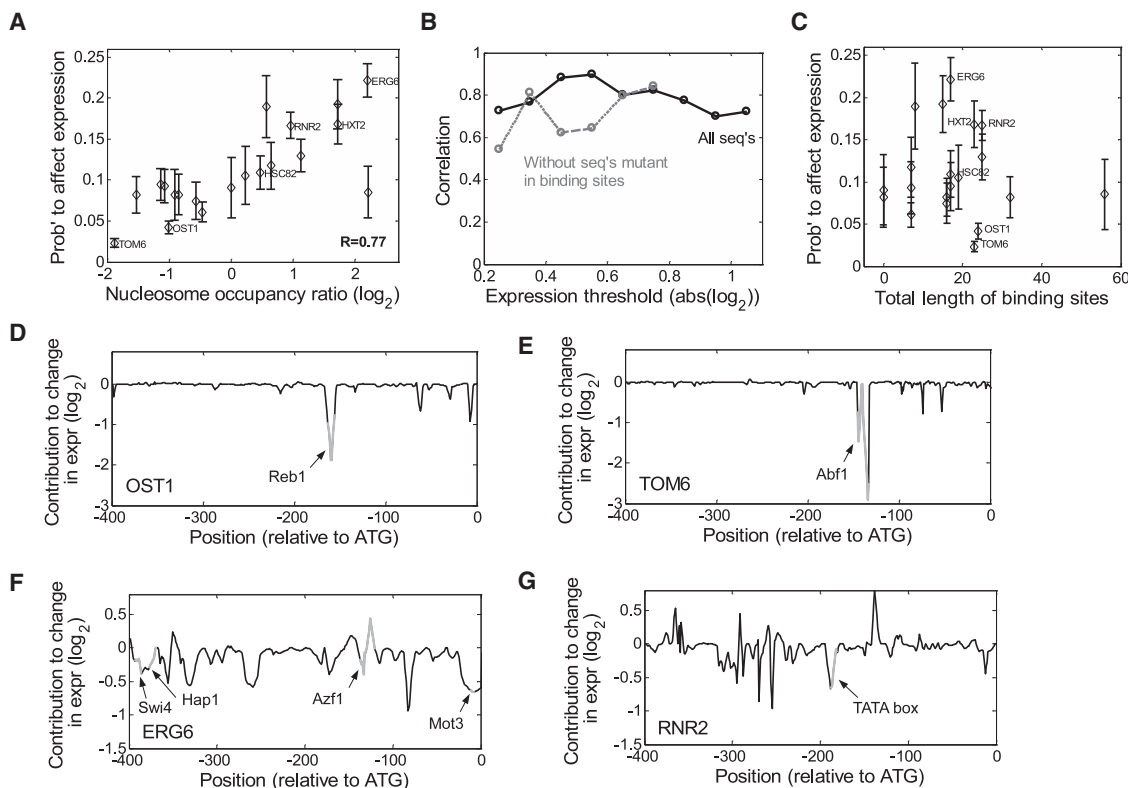 A
Prob' to affect expression
0.25
0.2
0.15
0.1
0.05
0
ERG6
RNR2
HXT2
HSC82
OST1
TOM6
R=0.77
−2
−1
0
1
2
Nucleosome occupancy ratio (log2)
B
Correlation
1
0.8
0.6
0.4
0.2
0
All seq's
Without seq's mutant
in binding sites
0.2
0.4
0.6
0.8
1
Expression threshold (abs(log2))
C
Prob' to affect expression
0.25
0.2
0.15
0.1
0.05
0
ERG6
HXT2
RNR2
HSC82
OST1
TOM6
0
20
40
60
Total length of binding sites
D
Contribution to change
in expr (log2)
0
−1
−2
−3
Reb1
OST1
−400
−300
−200
−100
0
Position (relative to ATG)
E
Contribution to change
in expr (log2)
0
−1
−2
−3
Abf1
TOM6
−400
−300
−200
−100
0
Position (relative to ATG)
F
Contribution to change
in expr (log2)
0.5
0
−0.5
−1
−1.5
Swi4
Hap1
Azf1
Mot3
ERG6
−400
−300
−200
−100
0
Position (relative to ATG)
G
Contribution to change
in expr (log2)
0.5
0
−0.5
−1
−1.5
TATA box
RNR2
−400
−300
−200
−100
0
Position (relative to ATG)